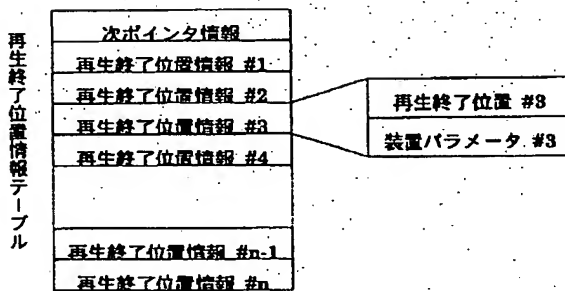 再生終了位置情報テーブル
次ポインタ情報
再生終了位置情報 #1
再生終了位置情報 #2
再生終了位置情報 #3
再生終了位置情報 #4
再生終了位置情報 #n-1
再生終了位置情報 #n
再生終了位置 #3
装置パラメータ #3